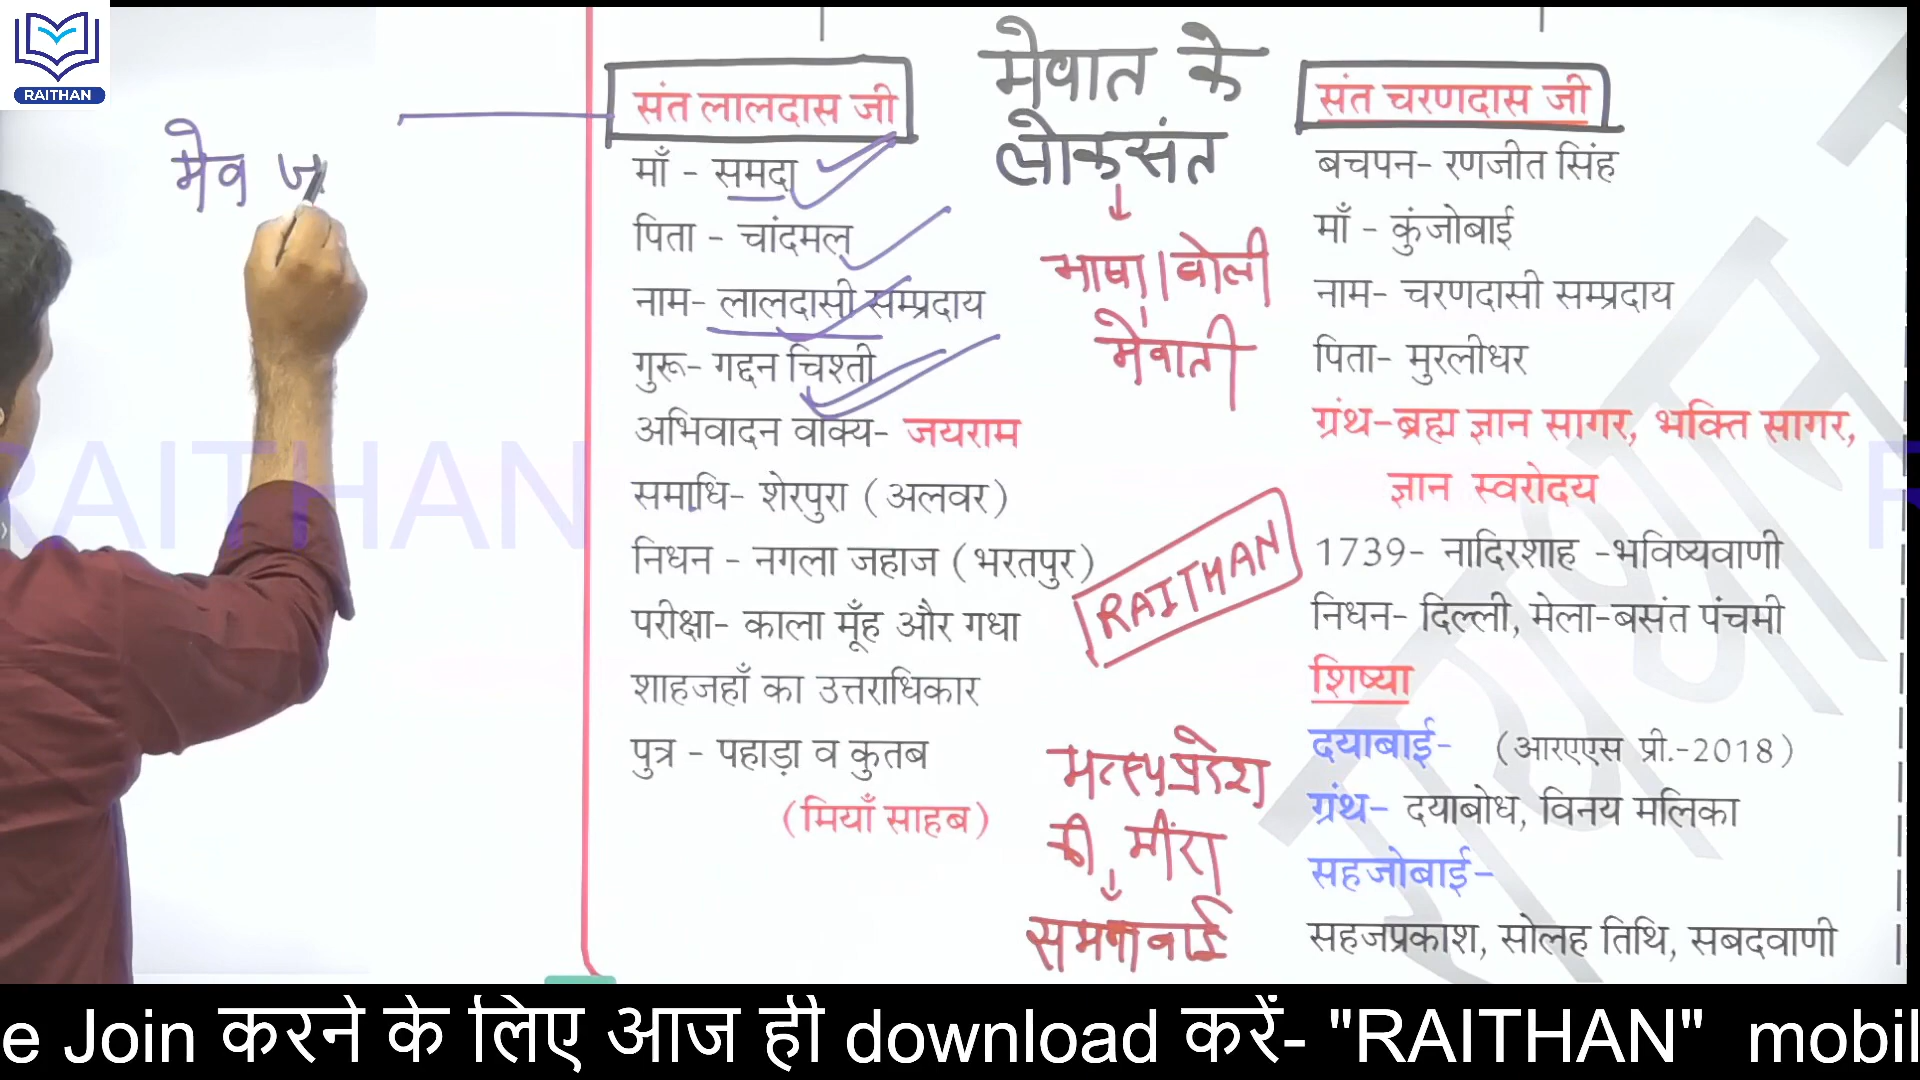 RAITHAN
मेव ज
संत लालदास जी
माँ - समदा
पिता - चांदमल
नाम- लालदासी सम्प्रदाय
गुरू- गद्दन चिश्ती
अभिवादन वाक्य- जयराम
समाधि- शेरपुरा (अलवर)
निधन - नगला जहाज (भरतपुर)
परीक्षा- काला मूँह और गधा
शाहजहाँ का उत्तराधिकार
पुत्र - पहाड़ा व कुतब
(मियाँ साहब)
मेवात के
लोकसंत
भाषा/बोली
मेवाती
RAITHAN
मत्स्यप्रदेश
की मीरा
समनाबाई
संत चरणदास जी
बचपन- रणजीत सिंह
माँ - कुंजोबाई
नाम- चरणदासी सम्प्रदाय
पिता- मुरलीधर
ग्रंथ-ब्रह्म ज्ञान सागर, भक्ति सागर,
ज्ञान स्वरोदय
1739- नादिरशाह -भविष्यवाणी
निधन- दिल्ली, मेला-बसंत पंचमी
शिष्या
दयाबाई- (आरएएस प्री.-2018)
ग्रंथ- दयाबोध, विनय मलिका
सहजोबाई-
सहजप्रकाश, सोलह तिथि, सबदवाणी
RAITHAN
e Join करने के लिए आज ही download करें- "RAITHAN" mobil